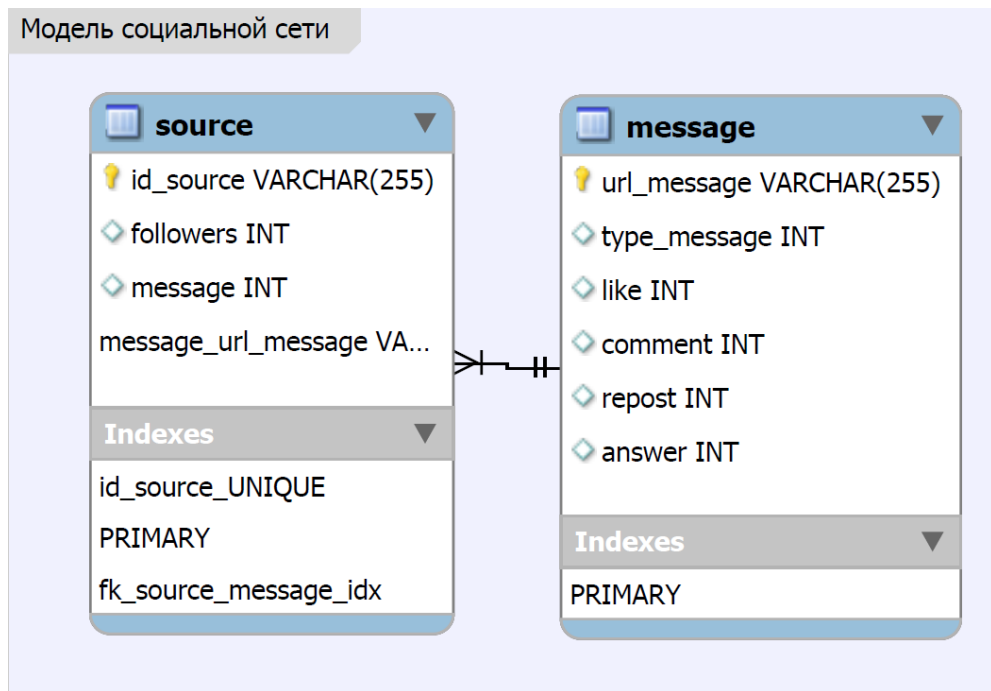 Модель социальной сети
source
id_source VARCHAR(255)
followers INT
message INT
message_url_message VA...
Indexes
id_source_UNIQUE
PRIMARY
fk_source_message_idx
message
url_message VARCHAR(255)
type_message INT
like INT
comment INT
repost INT
answer INT
Indexes
PRIMARY